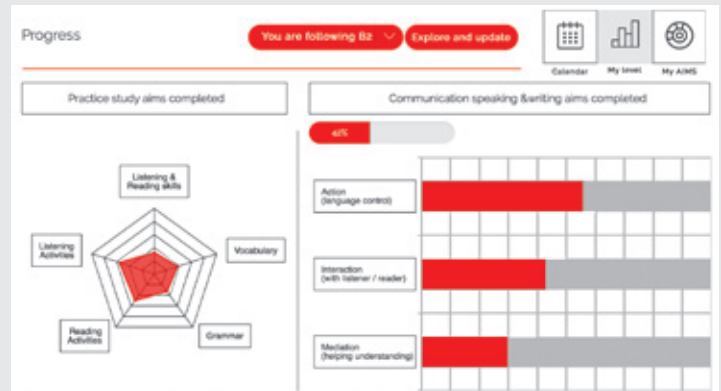 Progress
You are following B2
Explore and update
Calendar
My level
My AIMS
Practice study aims completed
Communication speaking &writing aims completed
42%
Listening &
Reading skills
Listening
Activities
Vocabulary
Reading
Activities
Grammar
Action
(language control)
Interaction
(with listener / reader)
Mediation
(helping understanding)